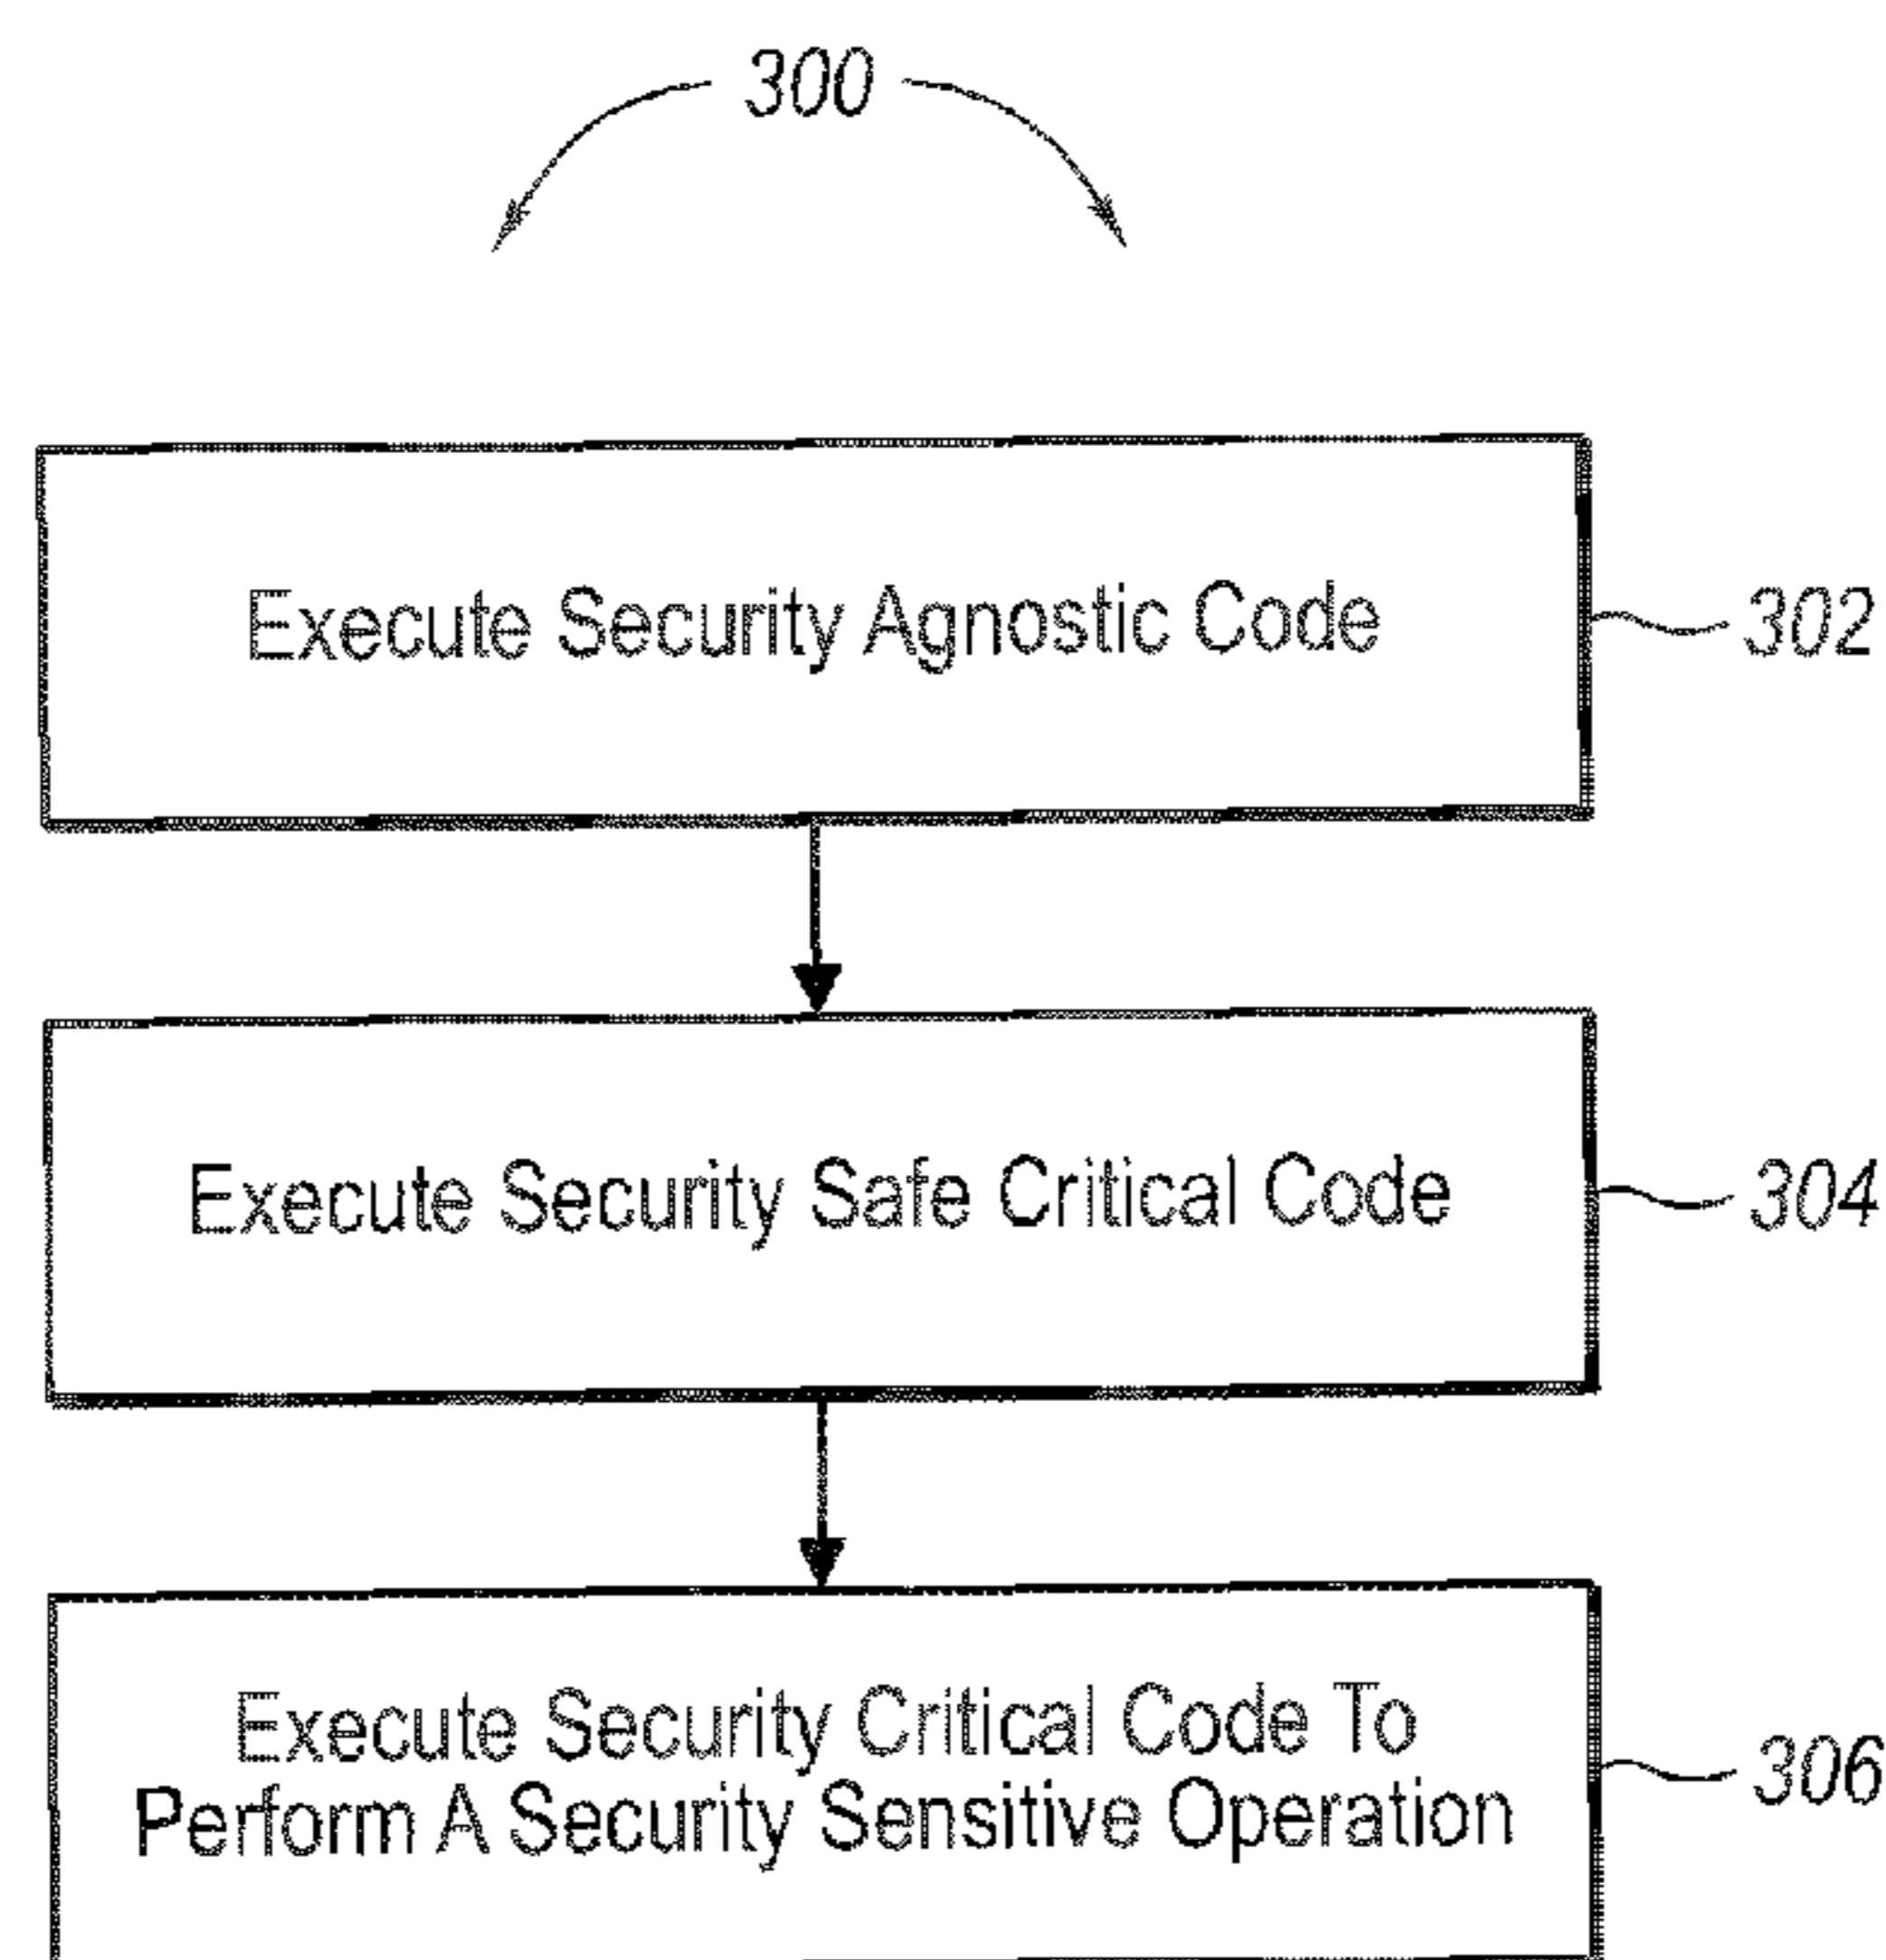 300
Execute Security Agnostic Code
302
Execute Security Safe Critical Code
304
Execute Security Critical Code To
Perform A Security Sensitive Operation
306